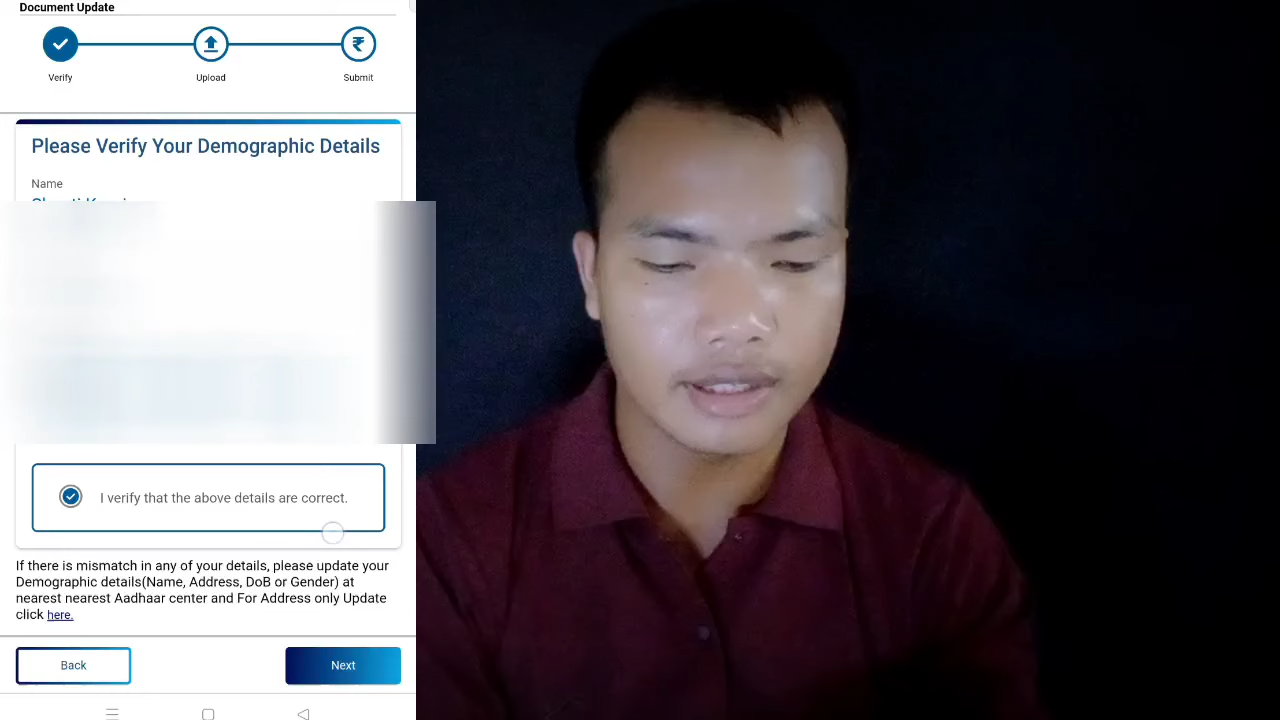 Document Update
Verify
Upload
Submit
Please Verify Your Demographic Details
Name
I verify that the above details are correct.
If there is mismatch in any of your details, please update your
Demographic details(Name, Address, DoB or Gender) at
nearest nearest Aadhaar center and For Address only Update
click here.
Back
Next